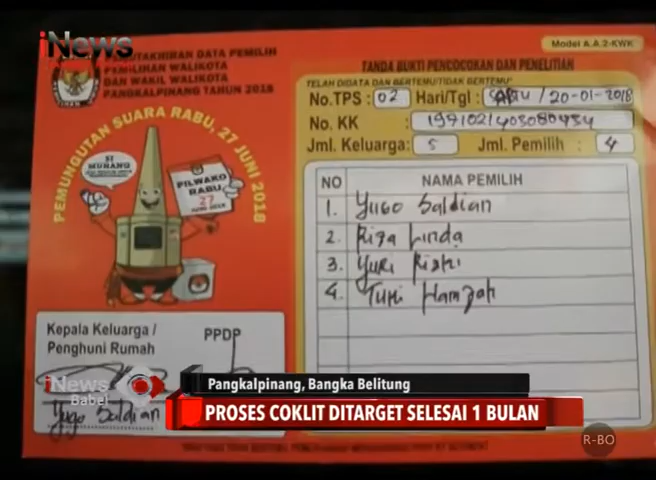 iNews
PEMUTAKHIRAN DATA PEMILIH
PEMILIHAN WALIKOTA
DAN WAKIL WALIKOTA
PANGKALPINANG TAHUN 2018
PEMUNGUTAN SUARA RABU, 27 JUNI 2018
SI
MUNANG
PILWAKO
RABU
27
Kepala Keluarga /
Penghuni Rumah
PPDP
Yugo Saldian
Model A.A.2-KWK
TANDA BUKTI PENCOCOKAN DAN PENELITIAN
TELAH DIDATA DAN BERTEMU/TIDAK BERTEMU
No.TPS : 02 Hari/Tgl : SABTU / 20-01-2018
No. KK :
Jml. Keluarga: 5 Jml. Pemilih : 4
NO NAMA PEMILIH
1. Yugo Saldian
2. Riza Linda
3. Yuri Rizki
4. Turi Hamzah
iNews
Babel
Pangkalpinang, Bangka Belitung
PROSES COKLIT DITARGET SELESAI 1 BULAN
R-BO